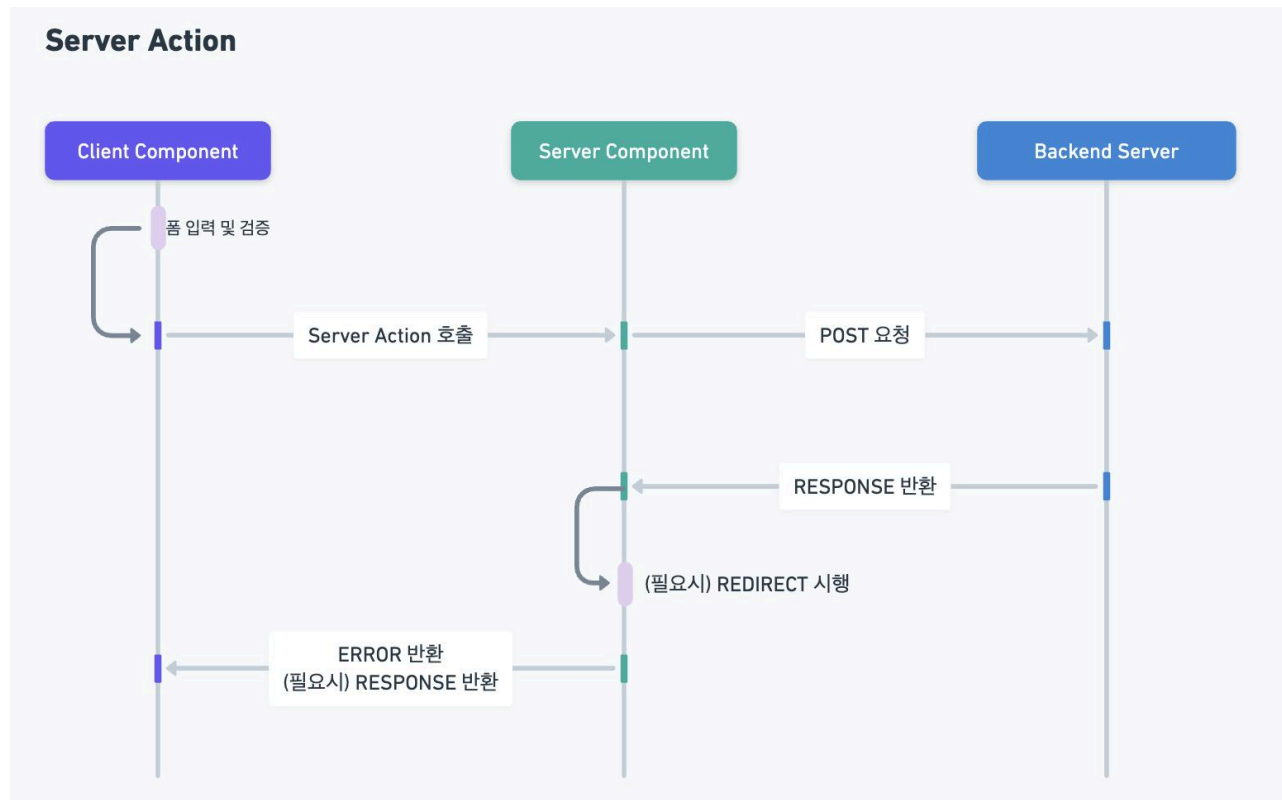 Server Action
Client Component
Server Component
Backend Server
폼 입력 및 검증
Server Action 호출
POST 요청
RESPONSE 반환
(필요시) REDIRECT 시행
ERROR 반환
(필요시) RESPONSE 반환